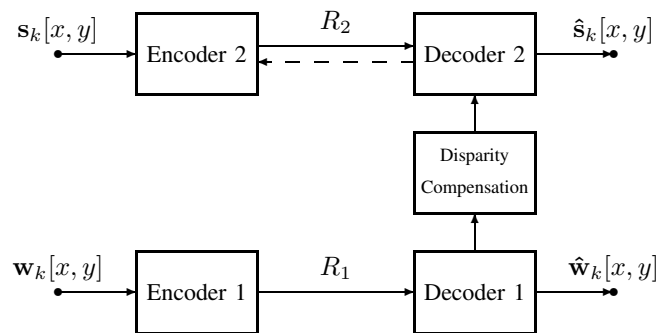 𝐬_k[x, y]
Encoder 2
R_2
Decoder 2
𝐬̂_k[x, y]
Disparity
Compensation
𝐰_k[x, y]
Encoder 1
R_1
Decoder 1
𝐰̂_k[x, y]